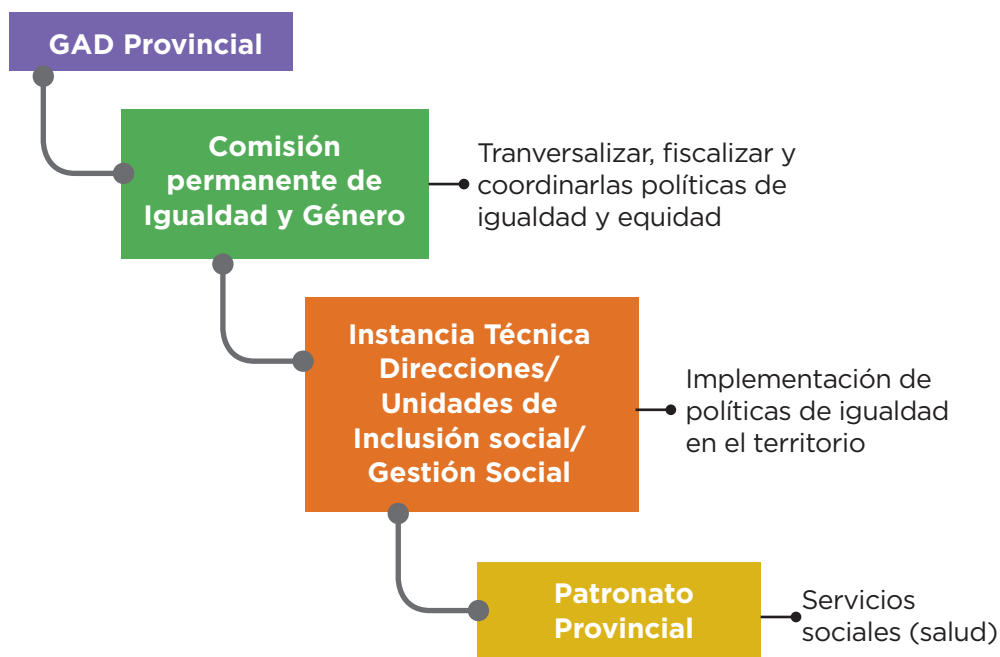 GAD Provincial
Comisión
permanente de
Igualdad y Género
Tranversalizar, fiscalizar y
coordinarlas políticas de
igualdad y equidad
Instancia Técnica
Direcciones/
Unidades de
Inclusión social/
Gestión Social
Implementación de
políticas de igualdad
en el territorio
Patronato
Provincial
Servicios
sociales (salud)